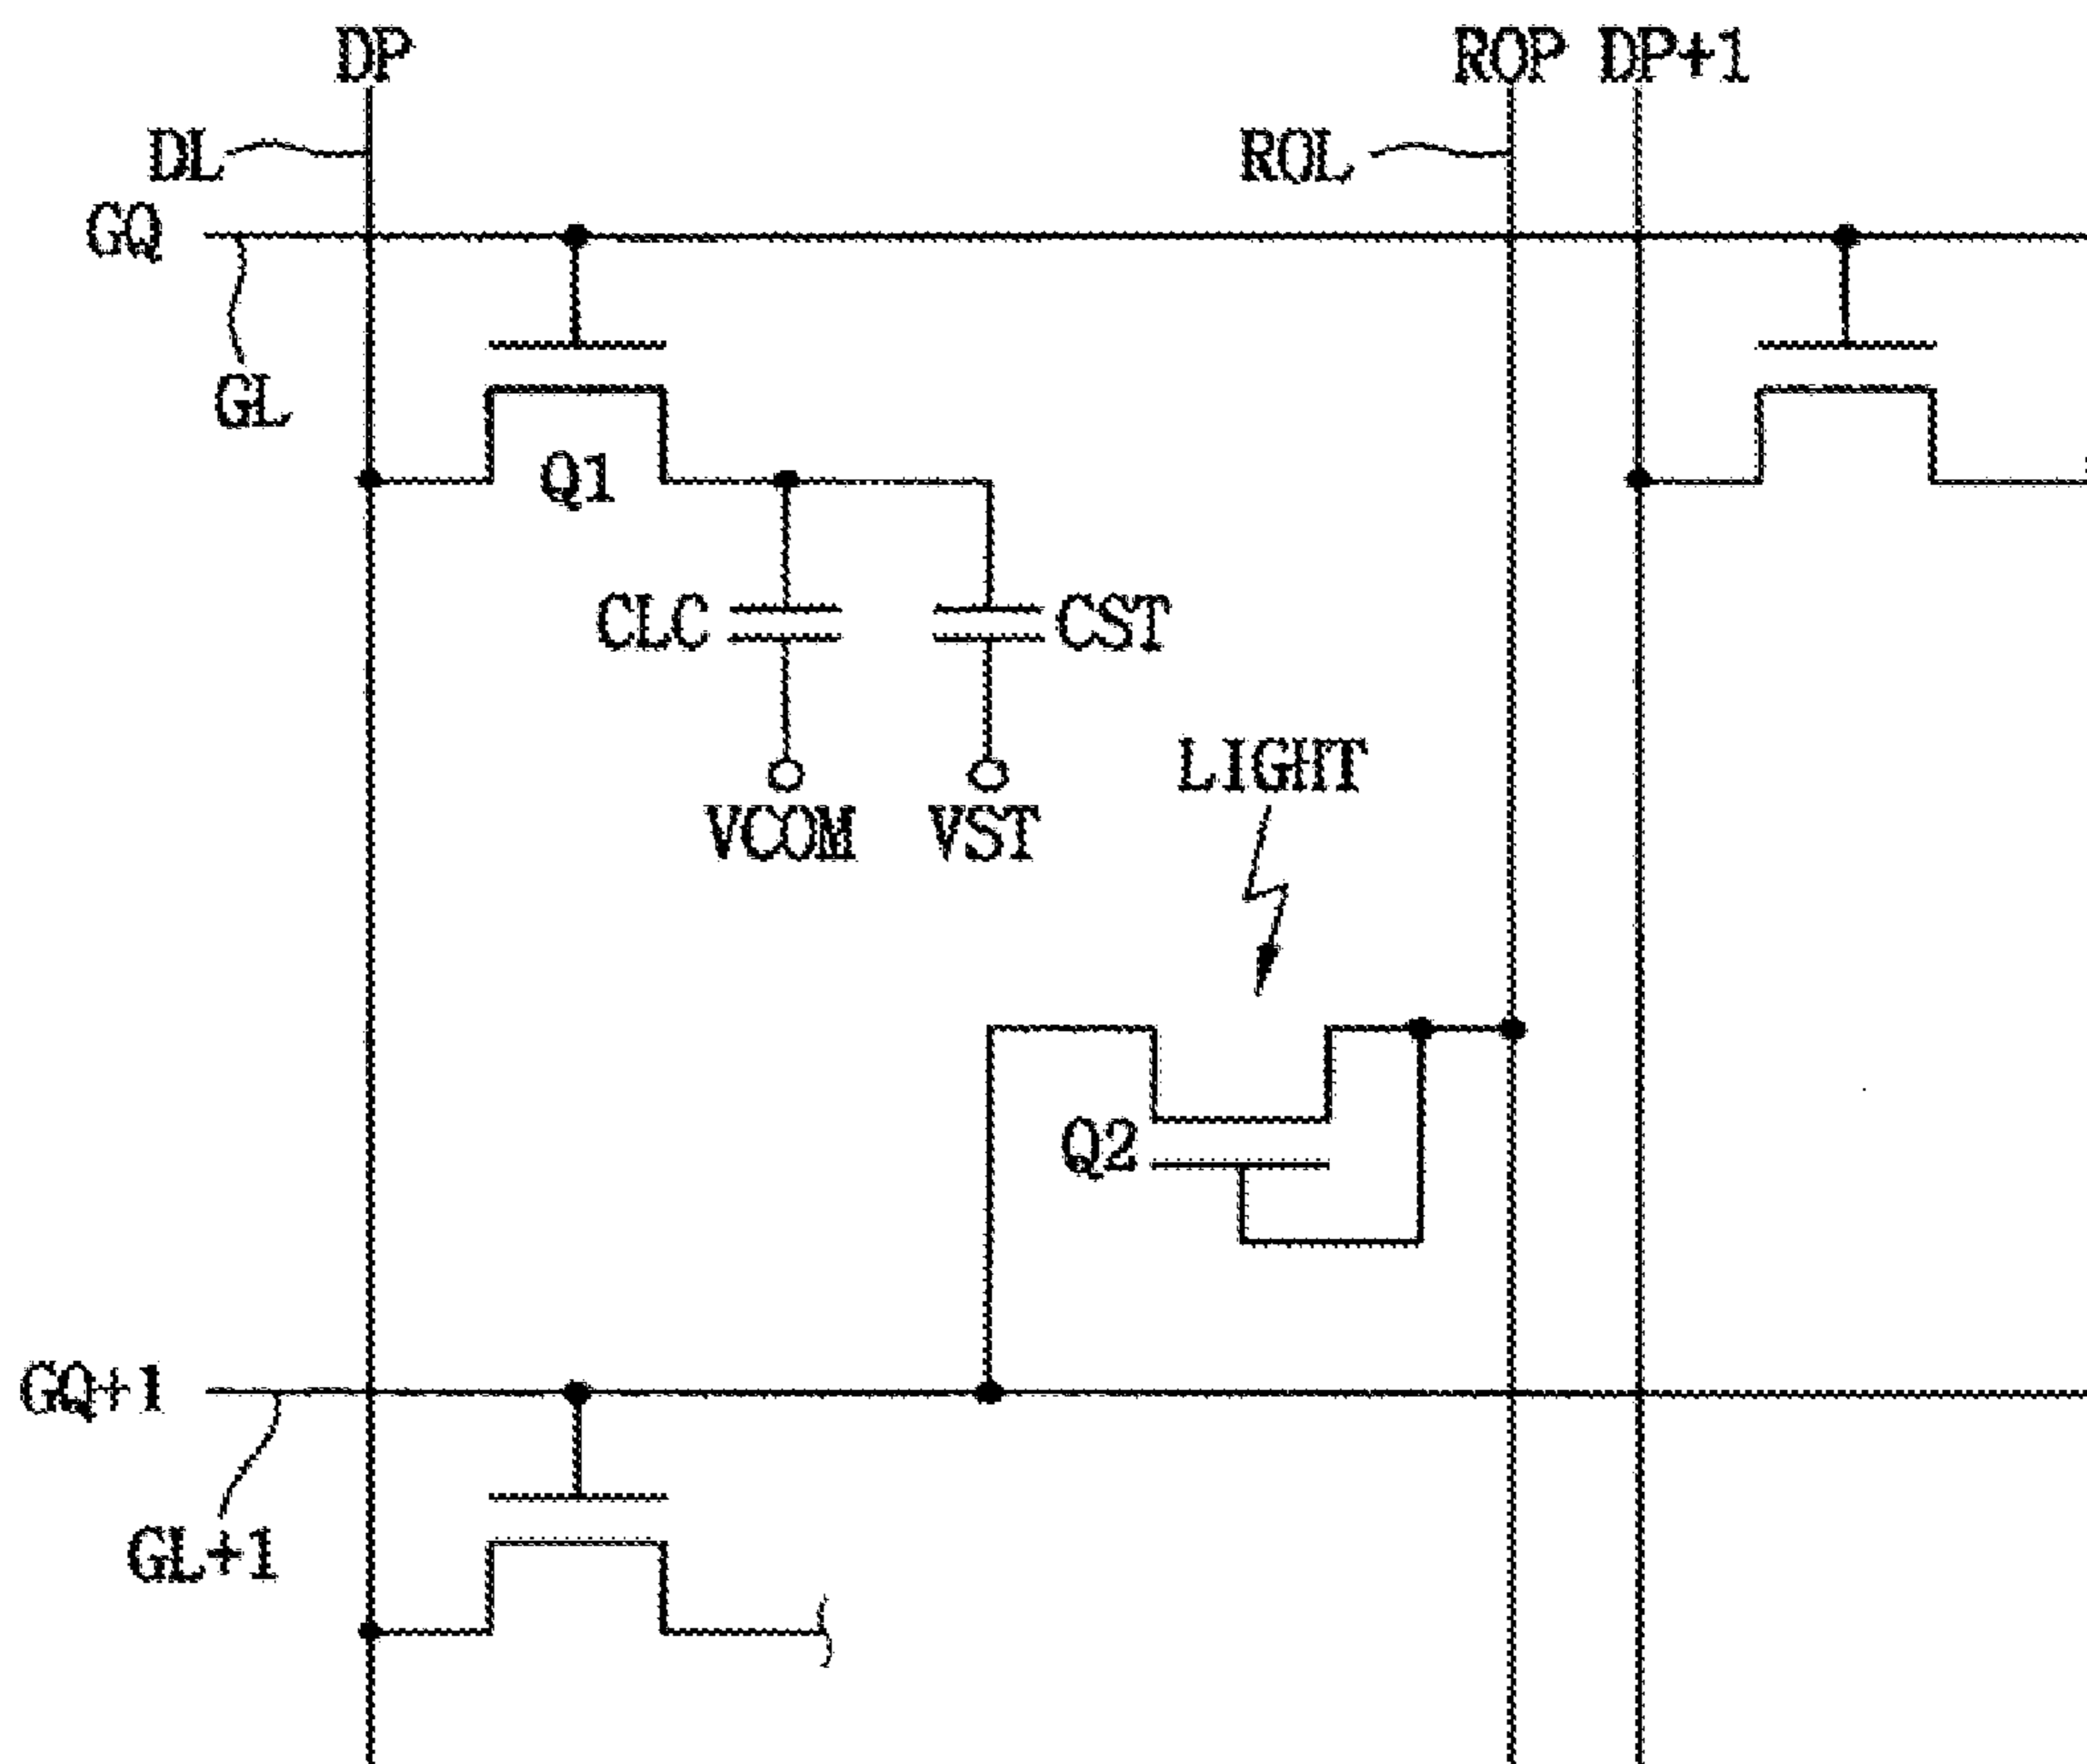 DP
ROP
DP+1
DL
ROL
GQ
GL
Q1
CLC
CST
LIGHT
VCOM
VST
Q2
GQ+1
GL+1